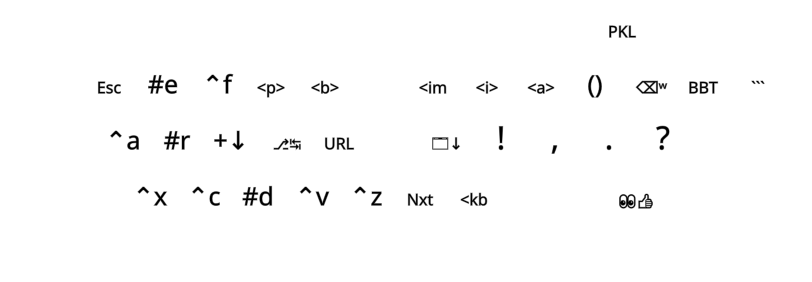 PKL
Esc #e ^f <p> <b> <im <i> <a> () ⌫ʷ BBT ```
^a #r +↓ ⎇↹ URL 🗔↓ ! , . ?
^x ^c #d ^v ^z Nxt <kb 👀👍